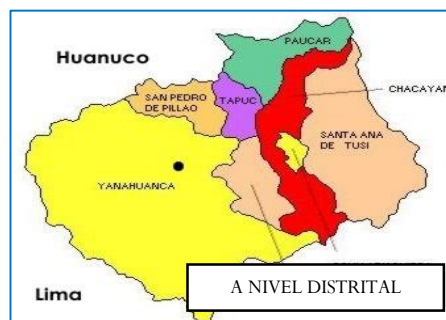 Huanuco
PAUCAR
CHACAYAN
SAN PEDRO
DE PILLAO
TAPUC
SANTA ANA
DE TUSI
YANAHUANCA
A NIVEL DISTRITAL
Lima